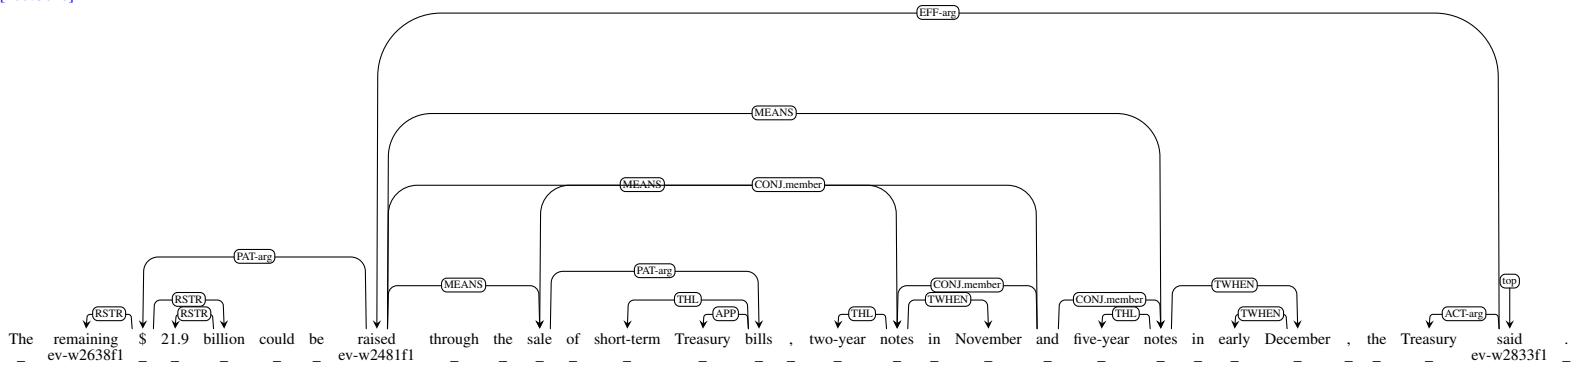 EFF-arg
MEANS
MEANS CONJ.member
PAT-arg
PAT-arg
top
MEANS CONJ.member TWHEN
RSTR THL TWHEN CONJ.member
RSTR RSTR APP THL THL TWHEN ACT-arg
The remaining $ 21.9 billion could be raised through the sale of short-term Treasury bills , two-year notes in November and five-year notes in early December , the Treasury said .
_ ev-w2638f1 _ _ _ _ _ ev-w2481f1 _ _ _ _ _ _ _ _ _ _ _ _ _ _ _ _ _ _ _ _ _ ev-w2833f1 _